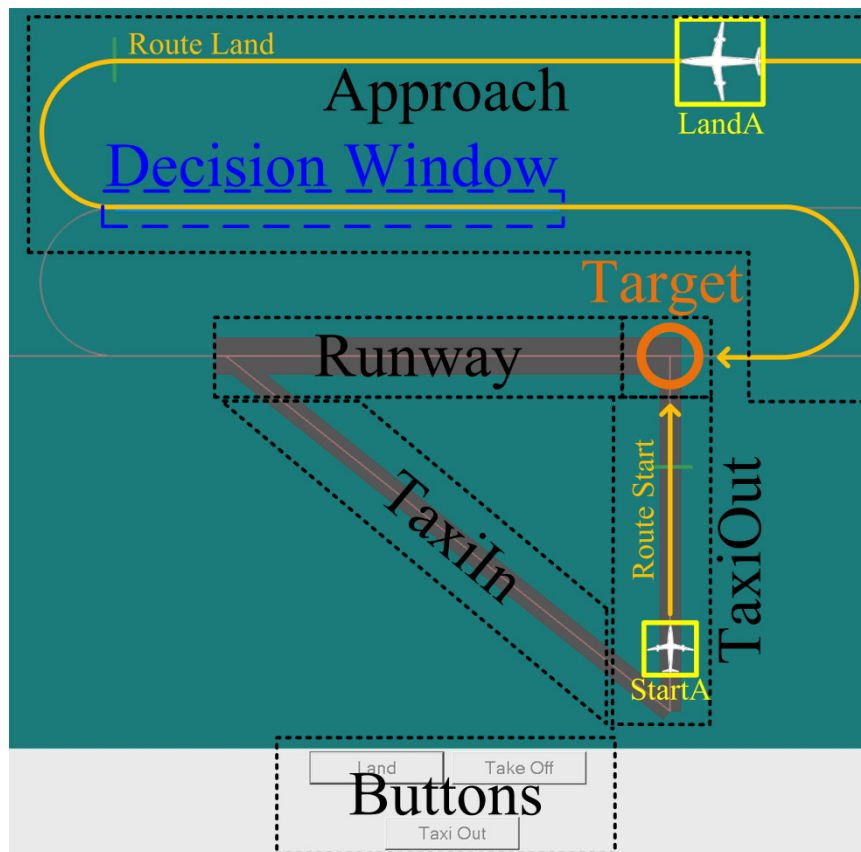 Route Land
Approach
LandA
Decision Window
Target
Runway
Route Start
TaxiOut
TaxiIn
StartA
Land
Take Off
Buttons
Taxi Out